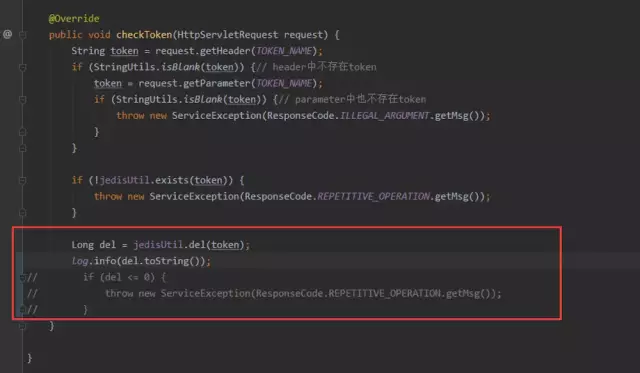 @Override
@ public void checkToken(HttpServletRequest request) {
String token = request.getHeader(TOKEN_NAME);
if (StringUtils.isBlank(token)) {// header中不存在token
token = request.getParameter(TOKEN_NAME);
if (StringUtils.isBlank(token)) {// parameter中也不存在token
throw new ServiceException(ResponseCode.ILLEGAL_ARGUMENT.getMsg());
}
}
if (!jedisUtil.exists(token)) {
throw new ServiceException(ResponseCode.REPETITIVE_OPERATION.getMsg());
}
Long del = jedisUtil.del(token);
log.info(del.toString());
// if (del <= 0) {
// throw new ServiceException(ResponseCode.REPETITIVE_OPERATION.getMsg());
// }
}
}